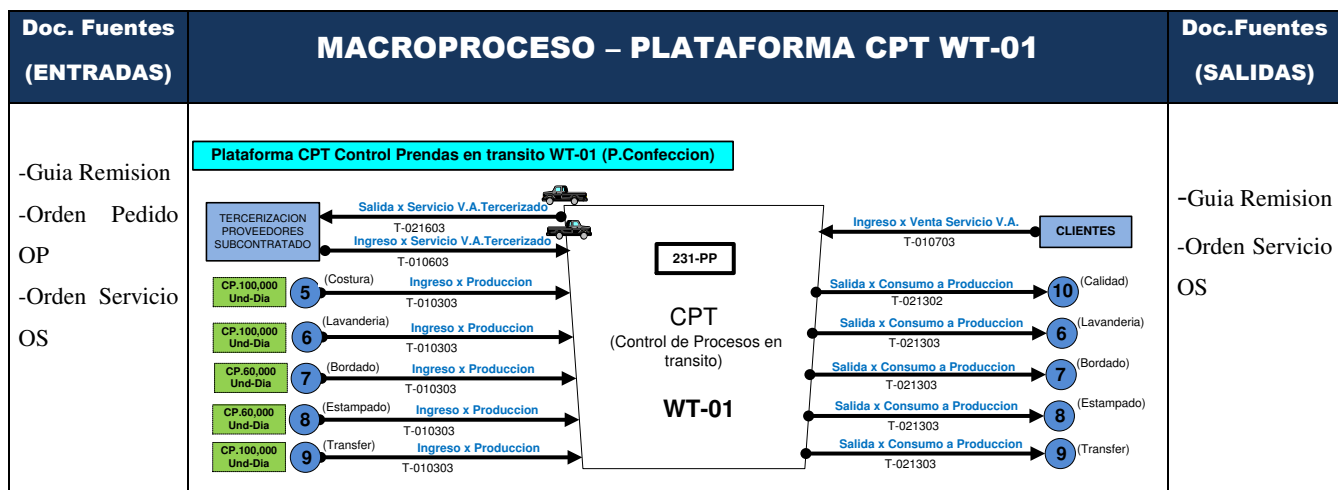 Doc. Fuentes
(ENTRADAS)
MACROPROCESO – PLATAFORMA CPT WT-01
Doc.Fuentes
(SALIDAS)
-Guia Remision
-Orden Pedido
OP
-Orden Servicio
OS
Plataforma CPT Control Prendas en transito WT-01 (P.Confeccion)
TERCERIZACION
PROVEEDORES
SUBCONTRATADO
Salida x Servicio V.A.Tercerizado
T-021603
Ingreso x Servicio V.A.Tercerizado
T-010603
CP.100,000
Und-Dia
5
(Costura)
Ingreso x Produccion
T-010303
CP.100,000
Und-Dia
6
(Lavanderia)
Ingreso x Produccion
T-010303
CP.60,000
Und-Dia
7
(Bordado)
Ingreso x Produccion
T-010303
CP.60,000
Und-Dia
8
(Estampado)
Ingreso x Produccion
T-010303
CP.100,000
Und-Dia
9
(Transfer)
Ingreso x Produccion
T-010303
231-PP
CPT
(Control de Procesos en
transito)
WT-01
Ingreso x Venta Servicio V.A.
T-010703
CLIENTES
Salida x Consumo a Produccion
T-021302
10
(Calidad)
Salida x Consumo a Produccion
T-021303
6
(Lavanderia)
Salida x Consumo a Produccion
T-021303
7
(Bordado)
Salida x Consumo a Produccion
T-021303
8
(Estampado)
Salida x Consumo a Produccion
T-021303
9
(Transfer)
-Guia Remision
-Orden Servicio
OS